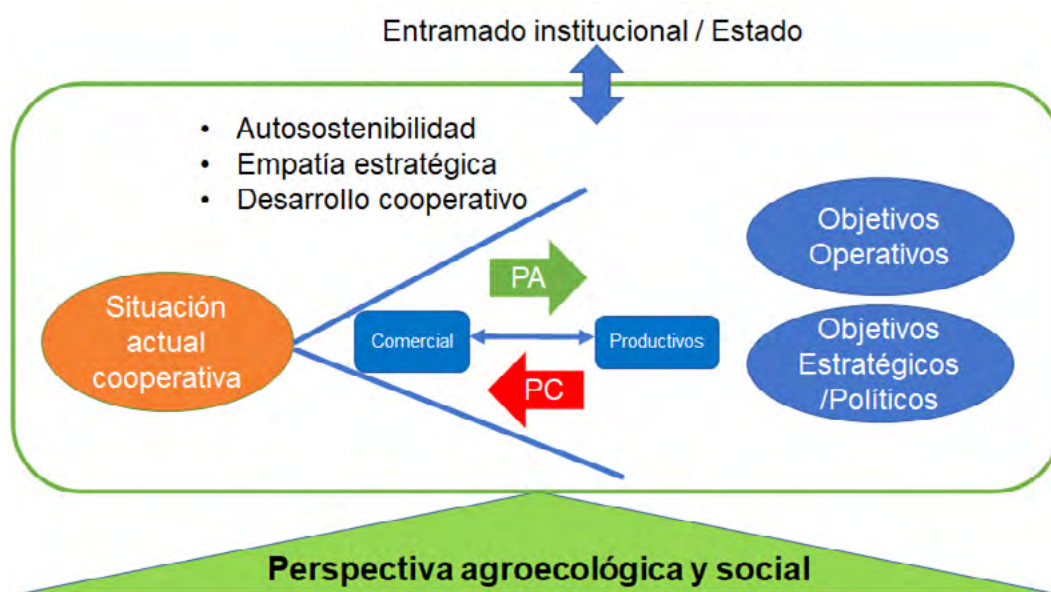 Entramado institucional / Estado
• Autosostenibilidad
• Empatía estratégica
• Desarrollo cooperativo
Situación
actual
cooperativa
PA
Comercial
Productivos
PC
Objetivos
Operativos
Objetivos
Estratégicos
/Políticos
Perspectiva agroecológica y social